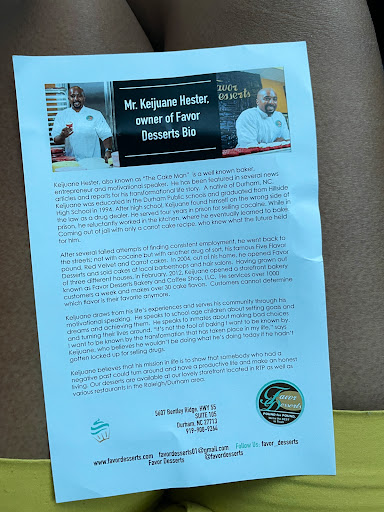 Mr. Keijuane Hester,
owner of Favor
Desserts Bio
Favor
esserts
Keijuane Hester, also known as "The Cake Man" is a well known baker,
entrepreneur and motivational speaker. He has been featured in several news
articles and reports for his transformational life story. A native of Durham, NC,
Keijuane was educated in the Durham Public Schools and graduated from Hillside
High School in 1994. After high school, Keijuane found himself on the wrong side of
the law as a drug dealer. He served four years in prison for selling cocaine. While in
prison, he reluctantly worked in the kitchen, where he eventually learned to bake.
Coming out of jail with only a carrot cake recipe, who knew what the future held
for him.
After several failed attempts of finding consistent employment, he went back to
the streets; not with cocaine but with another drug of sort, his famous Five Flavor
Pound, Red Velvet and Carrot cakes. In 2004, out of his home, he opened Favor
Desserts and sold cakes at local barbershops and hair salons. Having grown out
of three different houses, in February, 2012, Keijuane opened a storefront bakery
known as Favor Desserts Bakery and Coffee Shop, LLC. He services over 1000
customers a week and makes over 30 cake flavors. Customers cannot determine
which flavor is their favorite anymore.
Keijuane draws from his life's experiences and serves his community through his
motivational speaking. He speaks to school age children about setting goals and
dreams and achieving them. He speaks to inmates about making bad choices
and turning their lives around. "It's not the fool of baking I want to be known by.
I want to be known by the transformation that has taken place in my life," says
Keijuane, who believes he wouldn't be doing what he's doing today if he hadn't
gotten locked up for selling drugs.
Keijuane believes that his mission in life is to show that somebody who had a
negative past could turn around and have a productive life and make an honest
living. Our desserts are available at our lovely storefront located in RTP as well as
various restaurants in the Raleigh/Durham area.
5607 Barbee Ridge, HWY 55
SUITE 105
Durham, NC 27713
919-908-9264
Favor
Desserts
POUND for POUND
www.favordesserts.com favordesserts01@gmail.com Follow Us: favor_desserts
Favor Desserts @favordesserts